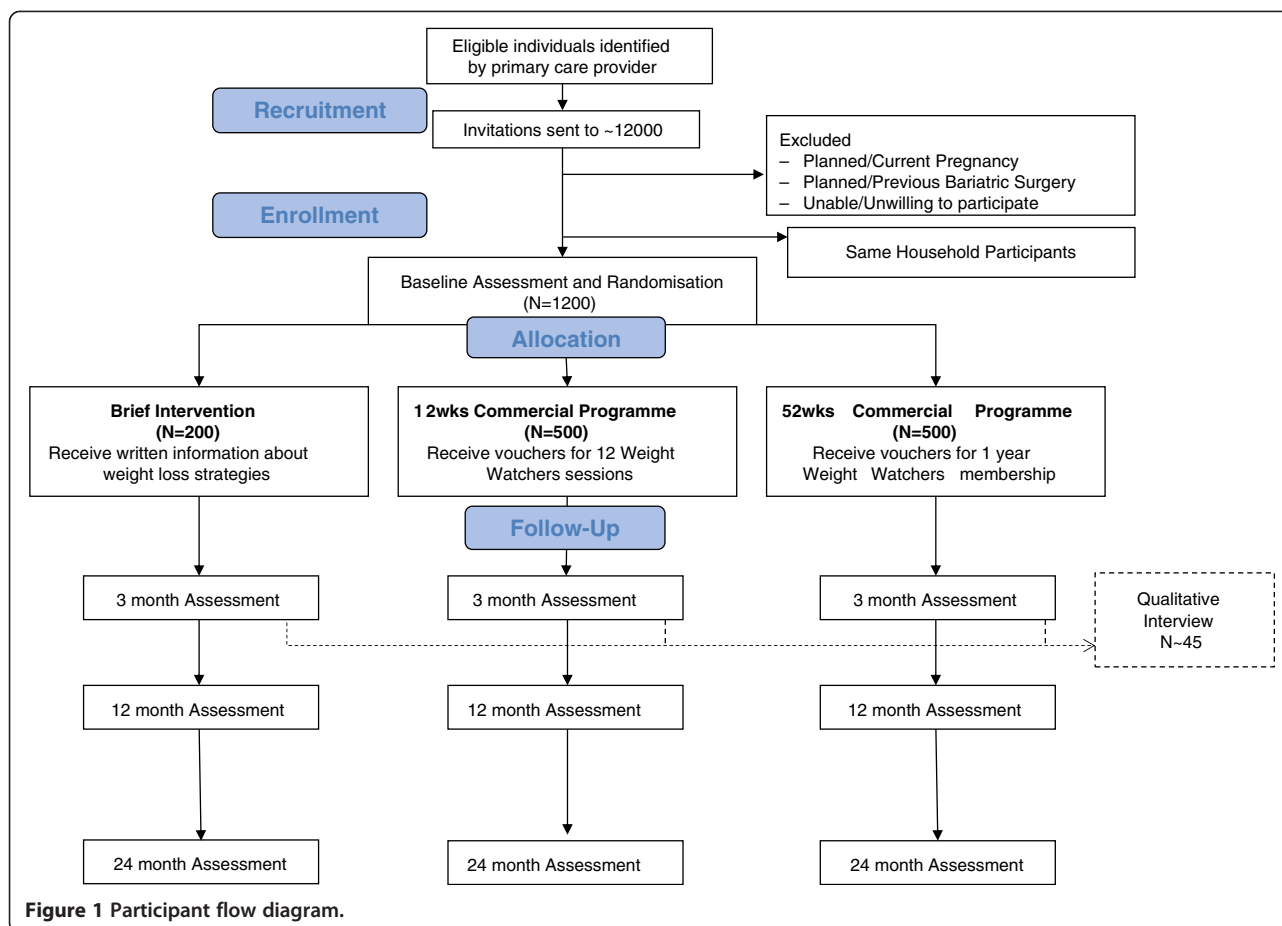 Eligible individuals identified
by primary care provider
Recruitment
Invitations sent to ~12000
Excluded
– Planned/Current Pregnancy
– Planned/Previous Bariatric Surgery
– Unable/Unwilling to participate
Enrollment
Same Household Participants
Baseline Assessment and Randomisation
(N=1200)
Allocation
Brief Intervention
(N=200)
Receive written information about
weight loss strategies
12wks Commercial Programme
(N=500)
Receive vouchers for 12 Weight
Watchers sessions
52wks Commercial Programme
(N=500)
Receive vouchers for 1 year
Weight Watchers membership
Follow-Up
3 month Assessment
3 month Assessment
3 month Assessment
Qualitative
Interview
N~45
12 month Assessment
12 month Assessment
12 month Assessment
24 month Assessment
24 month Assessment
24 month Assessment
Figure 1 Participant flow diagram.